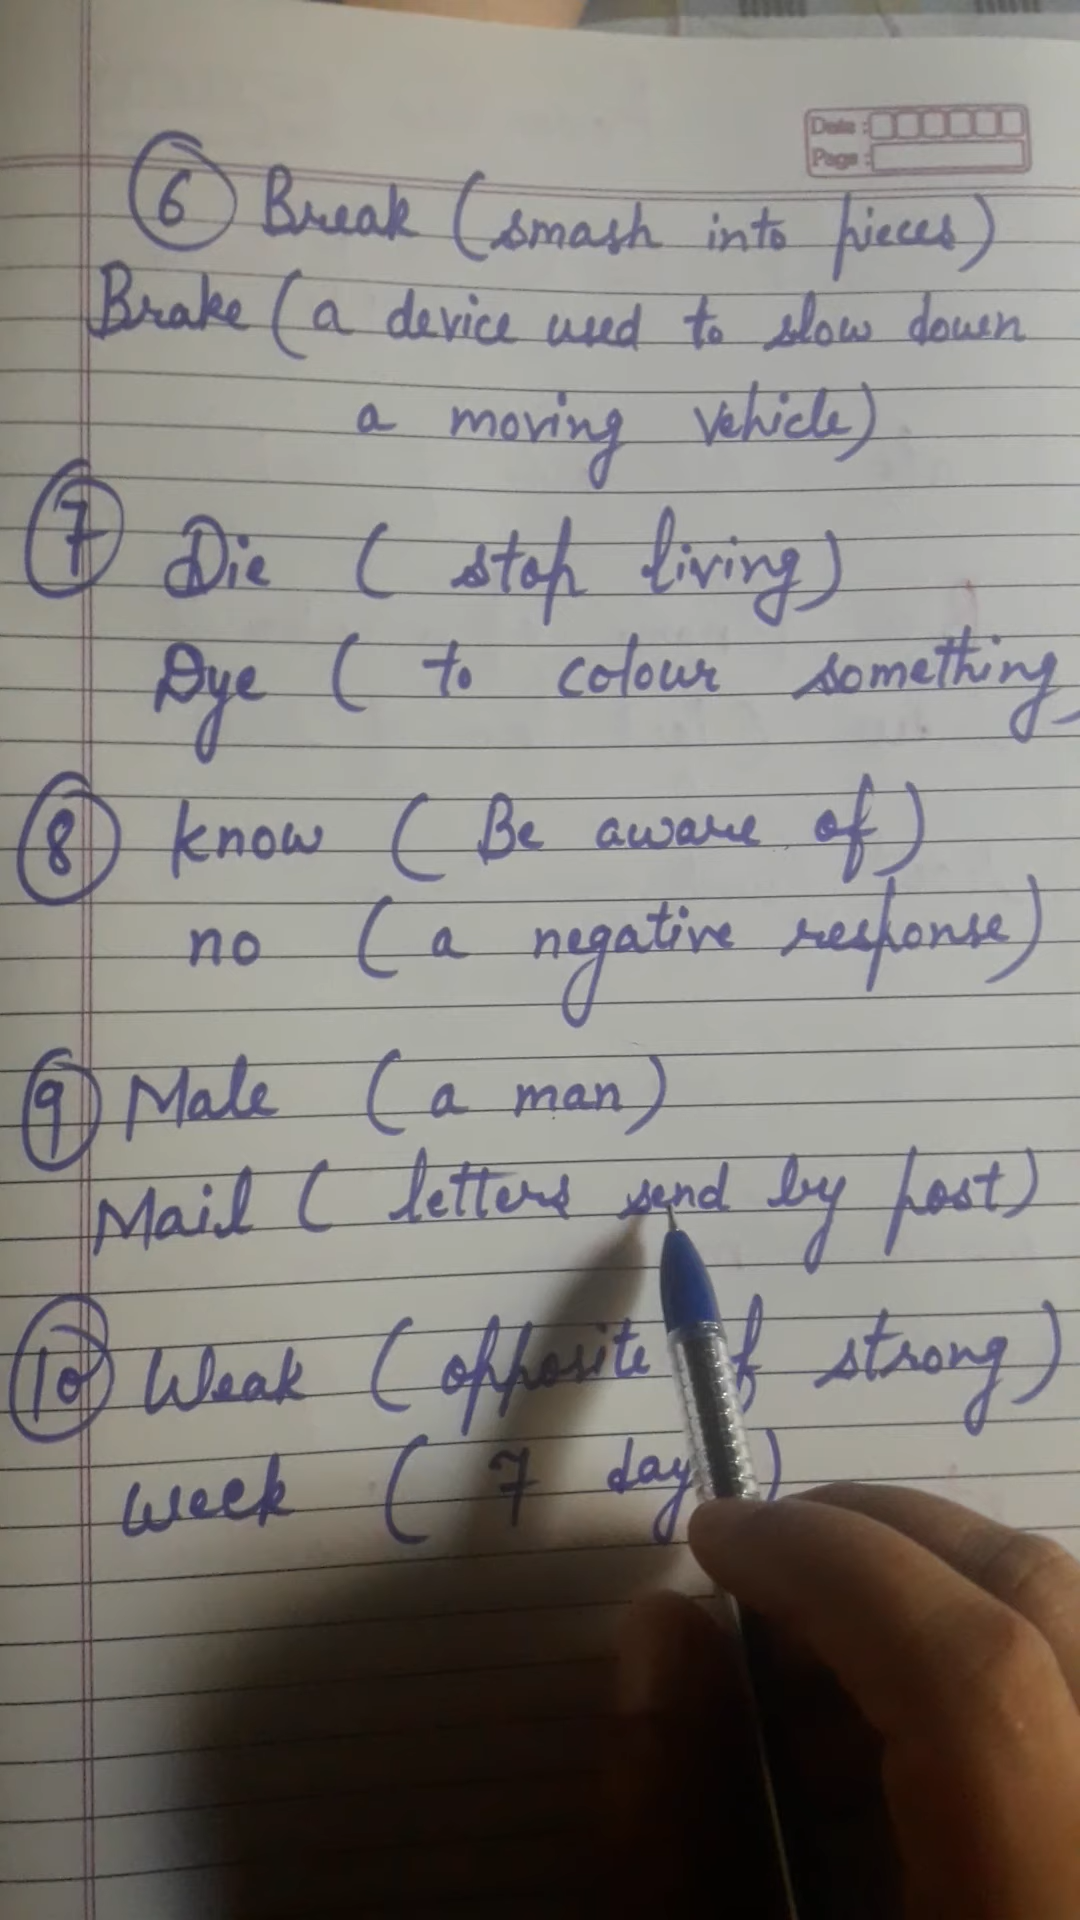 Date :
Page :
6 Break (smash into pieces)
Brake (a device used to slow down
a moving vehicle)
7 Die ( stop living)
Dye ( to colour something
8 know ( Be aware of)
no ( a negative response)
9 Male ( a man)
Mail ( letters send by post)
10 Weak ( opposite of strong)
week ( 7 day )